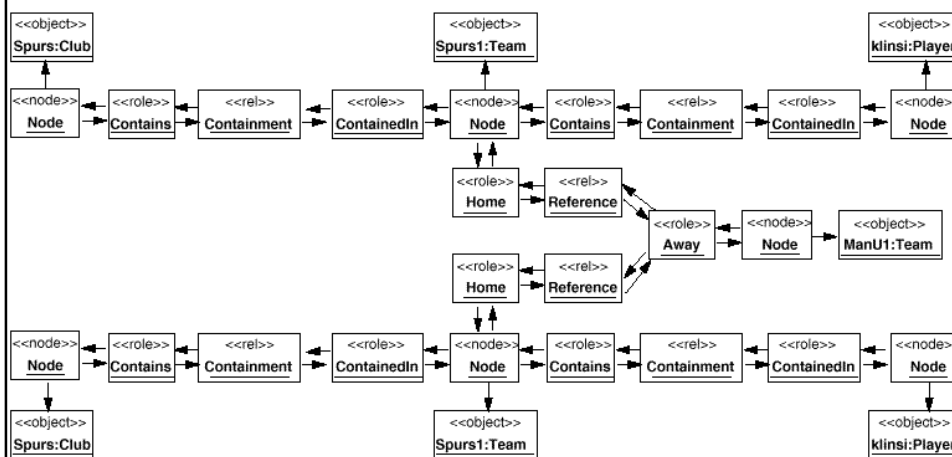 <<object>> <<object>> <<object>>
Spurs:Club Spurs1:Team klinsi:Player
<<node>> <<role>> <<rel>> <<role>> <<node>> <<role>> <<rel>> <<role>> <<node>>
Node Contains Containment ContainedIn Node Contains Containment ContainedIn Node
<<role>> <<rel>>
Home Reference
<<role>> <<node>> <<object>>
Away Node ManU1:Team
<<role>> <<rel>>
Home Reference
<<node>> <<role>> <<rel>> <<role>> <<node>> <<role>> <<rel>> <<role>> <<node>>
Node Contains Containment ContainedIn Node Contains Containment ContainedIn Node
<<object>> <<object>> <<object>>
Spurs:Club Spurs1:Team klinsi:Player